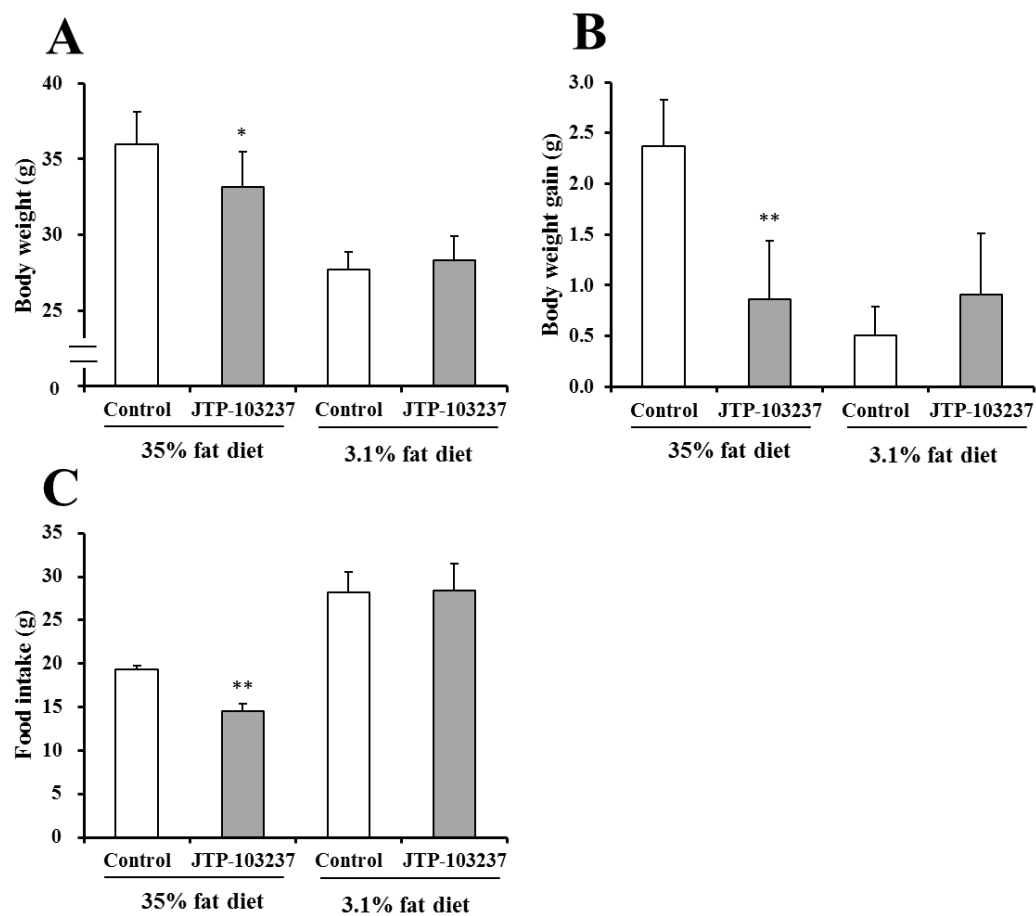 A
Body weight (g)
40
35
30
25
0
*
Control JTP-103237 Control JTP-103237
35% fat diet 3.1% fat diet
B
Body weight gain (g)
3.0
2.5
2.0
1.5
1.0
0.5
0.0
**
Control JTP-103237 Control JTP-103237
35% fat diet 3.1% fat diet
C
Food intake (g)
35
30
25
20
15
10
5
0
**
Control JTP-103237 Control JTP-103237
35% fat diet 3.1% fat diet